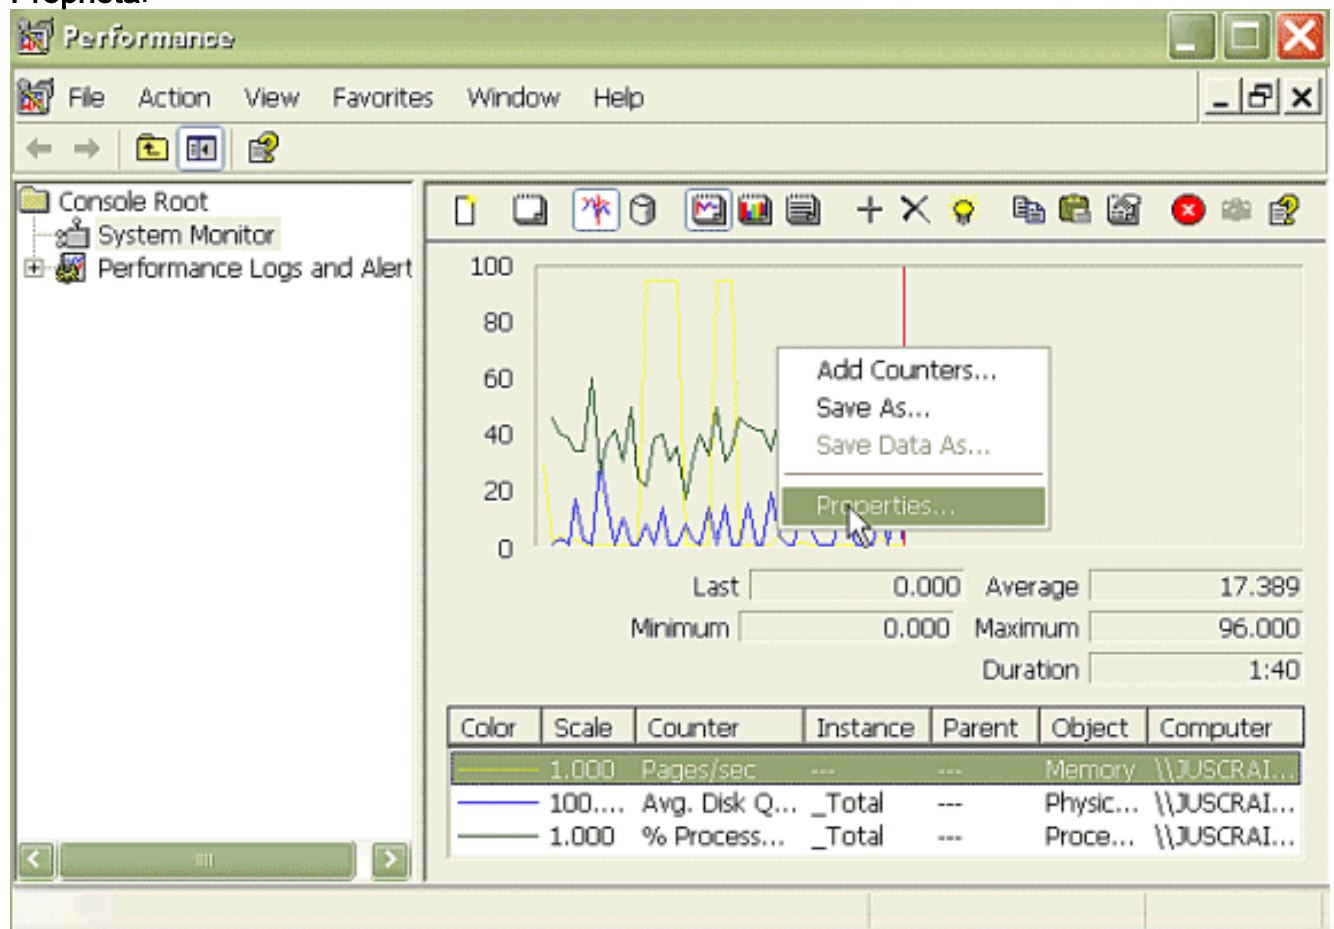 Proprietà.
Performance
File Action View Favorites Window Help
Console Root
System Monitor
Performance Logs and Alert
100
80
60
40
20
0
Add Counters...
Save As...
Save Data As...
Properties...
Last 0.000 Average 17.389
Minimum 0.000 Maximum 96.000
Duration 1:40
Color Scale Counter Instance Parent Object Computer
1.000 Pages/sec --- --- Memory \\JUSCRAI...
100.... Avg. Disk Q... _Total --- Physic... \\JUSCRAI...
1.000 % Process... _Total --- Proce... \\JUSCRAI...